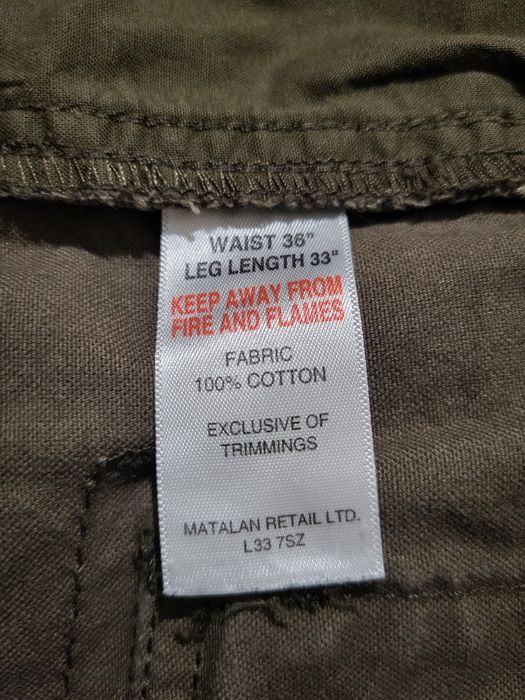 WAIST 36"
LEG LENGTH 33"
KEEP AWAY FROM
FIRE AND FLAMES
FABRIC
100% COTTON
EXCLUSIVE OF
TRIMMINGS
MATALAN RETAIL LTD.
L33 7SZ